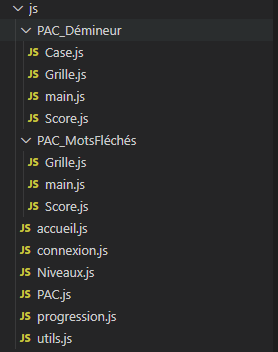 js
PAC_Démineur
JS Case.js
JS Grille.js
JS main.js
JS Score.js
PAC_MotsFléchés
JS Grille.js
JS main.js
JS Score.js
JS accueil.js
JS connexion.js
JS Niveaux.js
JS PAC.js
JS progression.js
JS utils.js